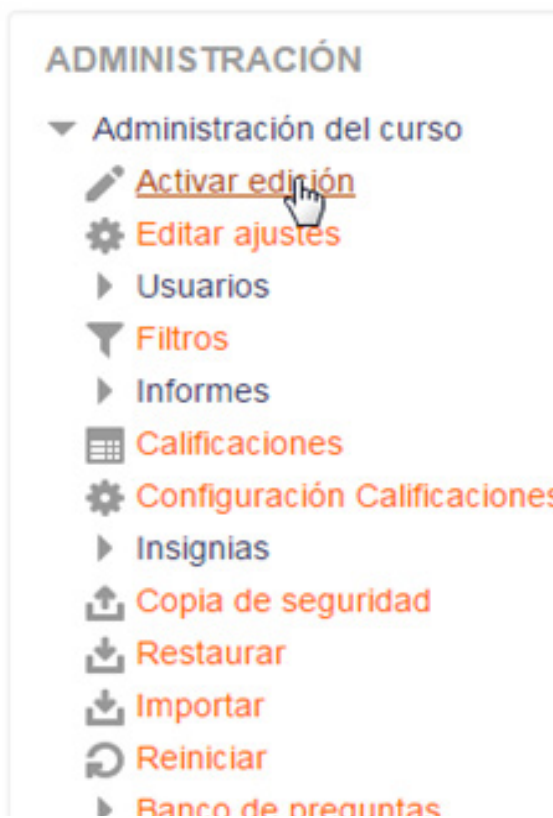 ADMINISTRACIÓN
Administración del curso
Activar edición
Editar ajustes
Usuarios
Filtros
Informes
Calificaciones
Configuración Calificaciones
Insignias
Copia de seguridad
Restaurar
Importar
Reiniciar
Banco de preguntas